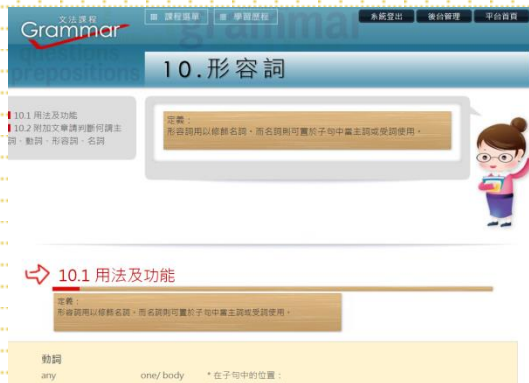 文法課程
Grammar
課程選單
學習歷程
系統登出
後台管理
平台首頁
grammar
questions
prepositions
10.形容詞
10.1 用法及功能
10.2 附加文章請判斷何謂主
詞、動詞、形容詞、名詞
定義：
形容詞用以修飾名詞，而名詞則可置於子句中當主詞或受詞使用。
10.1 用法及功能
定義：
形容詞用以修飾名詞，而名詞則可置於子句中當主詞或受詞使用。
動詞
any one/ body *在子句中的位置：